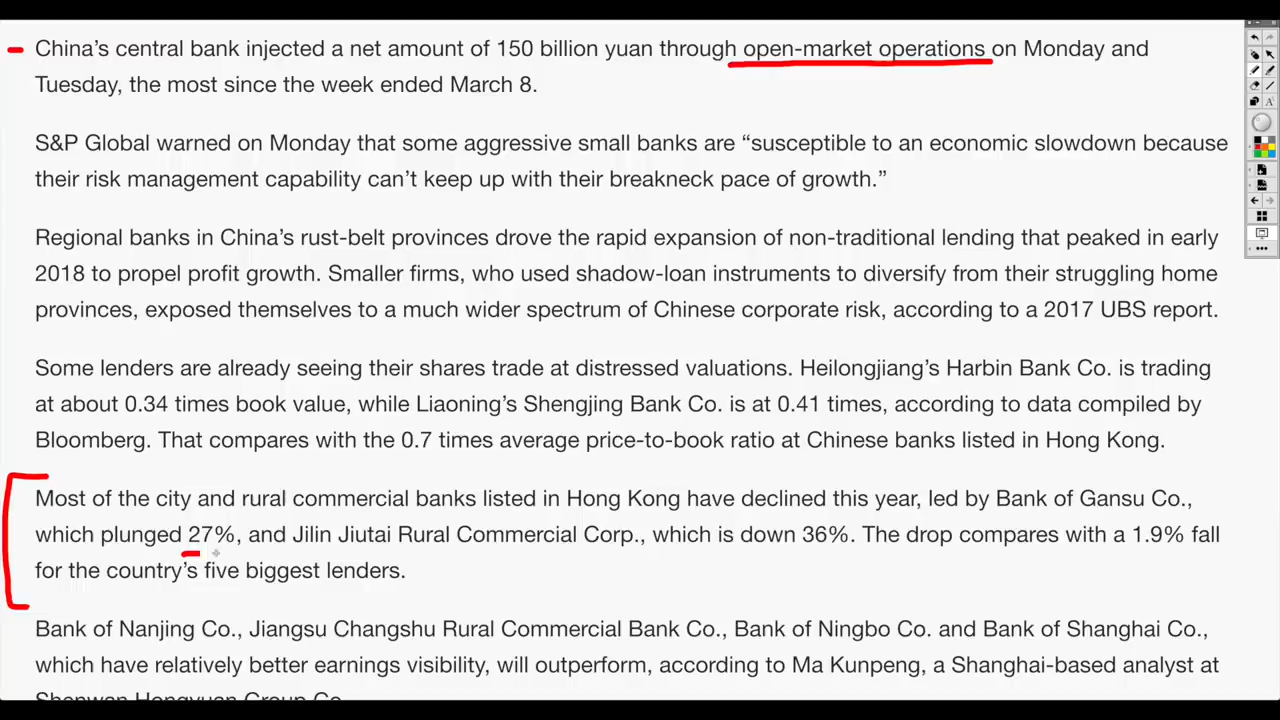 China’s central bank injected a net amount of 150 billion yuan through open-market operations on Monday and
Tuesday, the most since the week ended March 8.
S&P Global warned on Monday that some aggressive small banks are “susceptible to an economic slowdown because
their risk management capability can’t keep up with their breakneck pace of growth.”
Regional banks in China’s rust-belt provinces drove the rapid expansion of non-traditional lending that peaked in early
2018 to propel profit growth. Smaller firms, who used shadow-loan instruments to diversify from their struggling home
provinces, exposed themselves to a much wider spectrum of Chinese corporate risk, according to a 2017 UBS report.
Some lenders are already seeing their shares trade at distressed valuations. Heilongjiang’s Harbin Bank Co. is trading
at about 0.34 times book value, while Liaoning’s Shengjing Bank Co. is at 0.41 times, according to data compiled by
Bloomberg. That compares with the 0.7 times average price-to-book ratio at Chinese banks listed in Hong Kong.
Most of the city and rural commercial banks listed in Hong Kong have declined this year, led by Bank of Gansu Co.,
which plunged 27%, and Jilin Jiutai Rural Commercial Corp., which is down 36%. The drop compares with a 1.9% fall
for the country’s five biggest lenders.
Bank of Nanjing Co., Jiangsu Changshu Rural Commercial Bank Co., Bank of Ningbo Co. and Bank of Shanghai Co.,
which have relatively better earnings visibility, will outperform, according to Ma Kunpeng, a Shanghai-based analyst at
Shenwan Hongyuan Group Co.